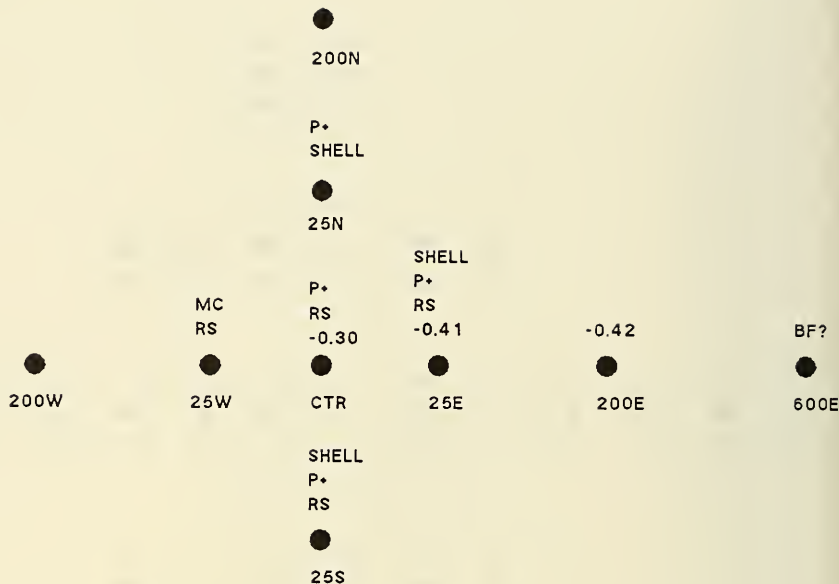 200N
P+
SHELL
25N
SHELL
P+
RS
-0.41
P+
RS
-0.30
MC
RS
-0.42
BF?
200W
25W
CTR
25E
200E
600E
SHELL
P+
RS
25S